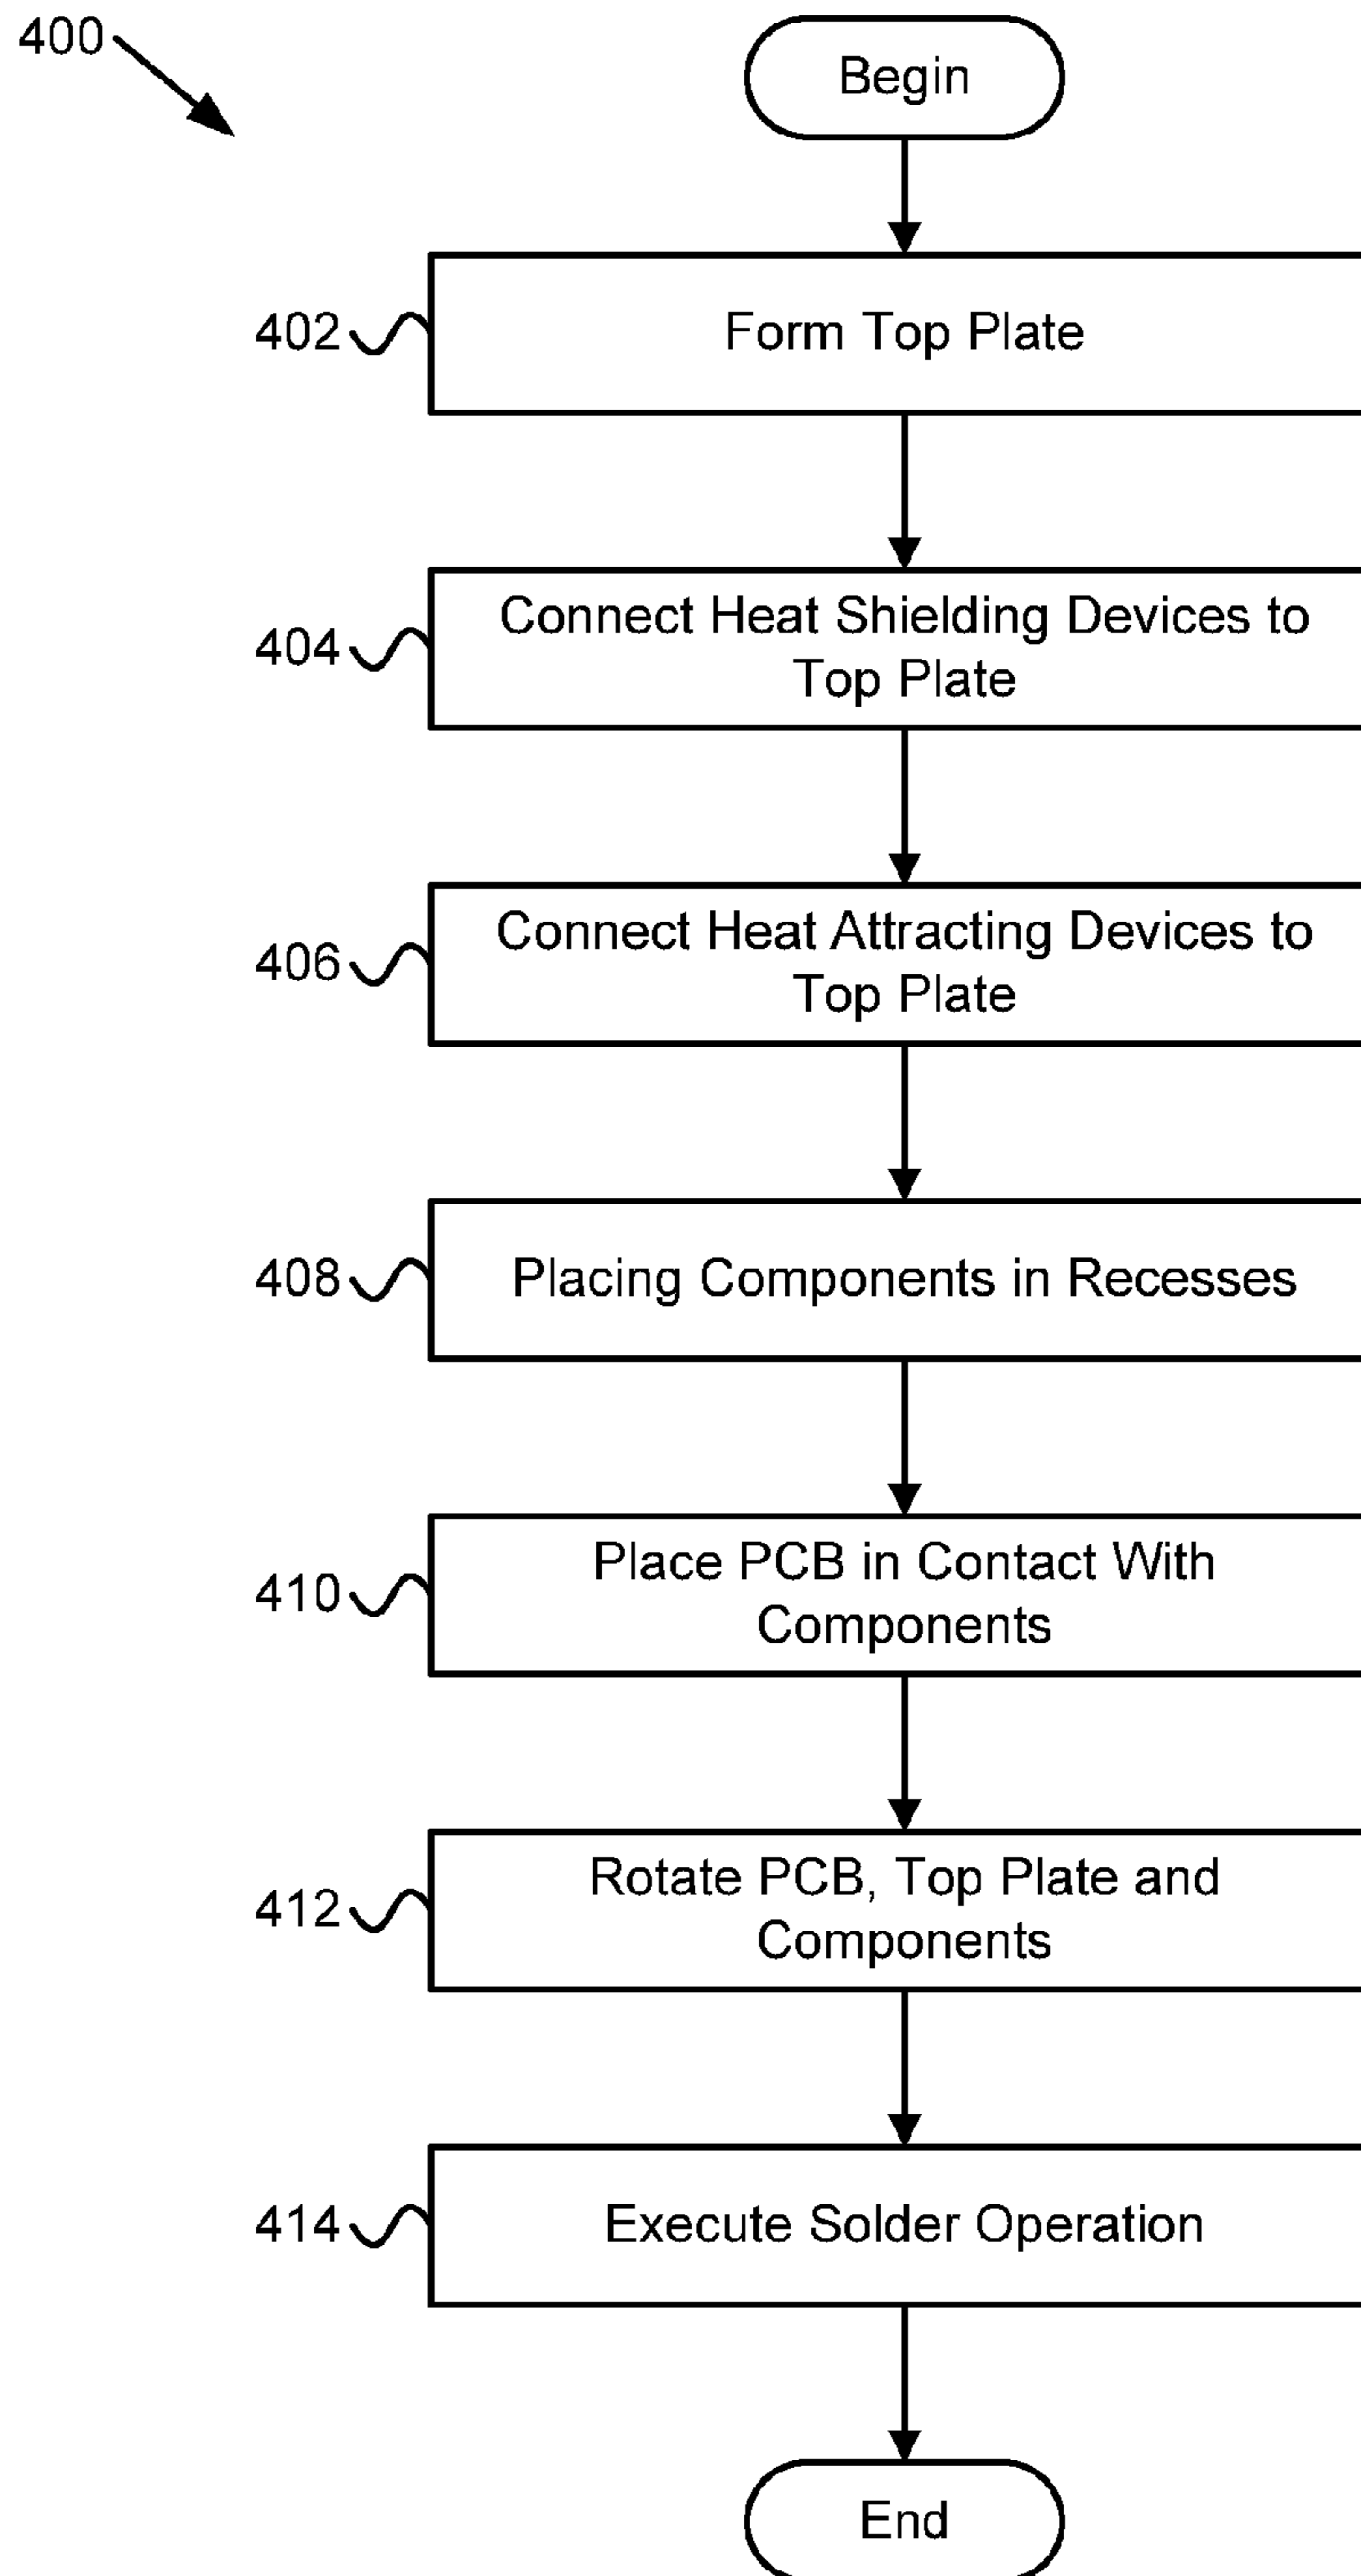 400
Begin
402
Form Top Plate
404
Connect Heat Shielding Devices to
Top Plate
406
Connect Heat Attracting Devices to
Top Plate
408
Placing Components in Recesses
410
Place PCB in Contact With
Components
412
Rotate PCB, Top Plate and
Components
414
Execute Solder Operation
End